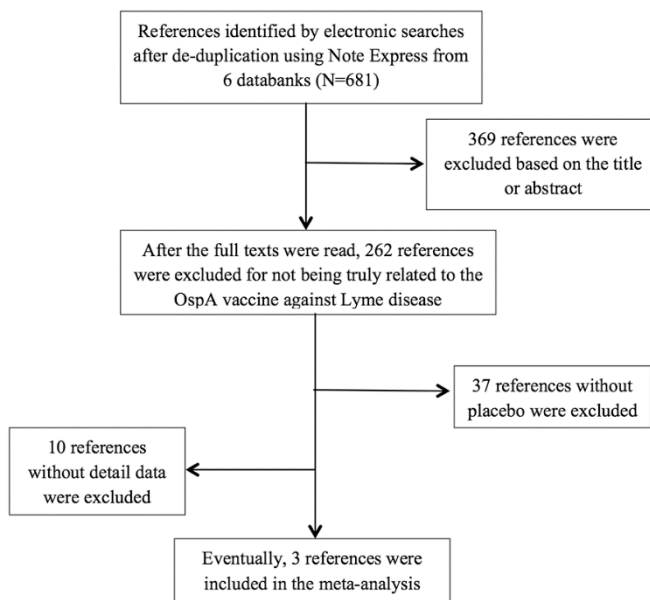 References identified by electronic searches
after de-duplication using Note Express from
6 databanks (N=681)
369 references were
excluded based on the title
or abstract
After the full texts were read, 262 references
were excluded for not being truly related to the
OspA vaccine against Lyme disease
37 references without
placebo were excluded
10 references
without detail data
were excluded
Eventually, 3 references were
included in the meta-analysis